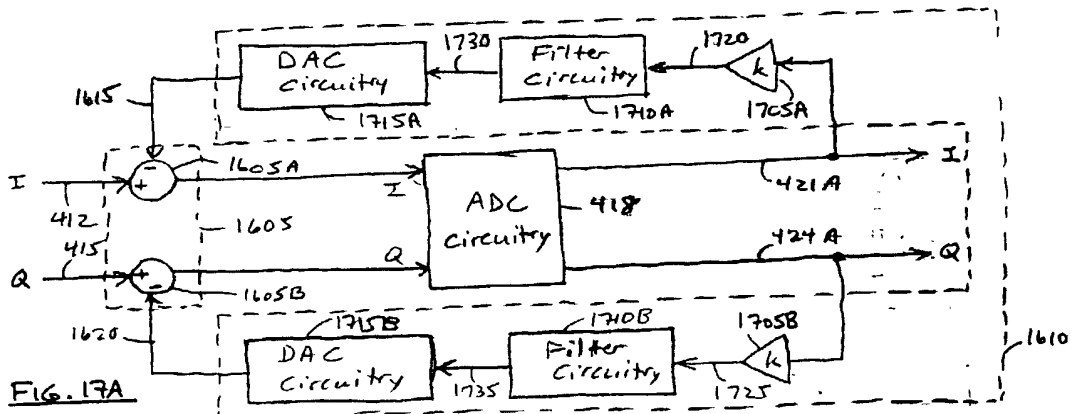 DAC
circuitry
1730
Filter
circuitry
1720
k
1615
1715A
1710A
1705A
I
+
-
1605A
I
ADC
circuitry
418
421A
I
412
415
1605
Q
+
-
1605B
Q
424A
Q
1620
1715B
DAC
circuitry
1735
1710B
Filter
circuitry
1725
1705B
k
1610
FIG. 17A